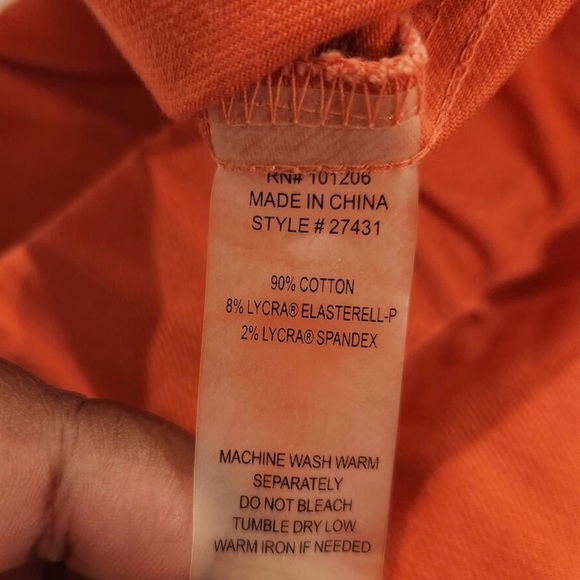 RN# 101206
MADE IN CHINA
STYLE # 27431
90% COTTON
8% LYCRA® ELASTERELL-P
2% LYCRA® SPANDEX
MACHINE WASH WARM
SEPARATELY
DO NOT BLEACH
TUMBLE DRY LOW
WARM IRON IF NEEDED